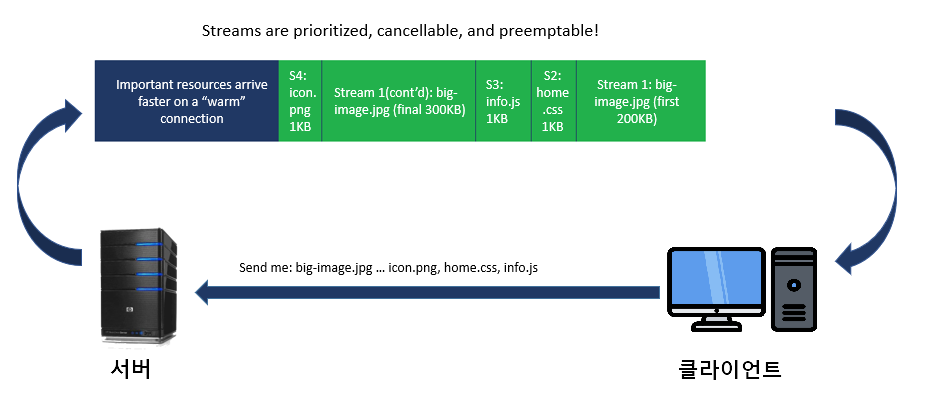 Streams are prioritized, cancellable, and preemptable!
Important resources arrive
faster on a “warm”
connection
S4:
icon.
png
1KB
Stream 1(cont’d): big-
image.jpg (final 300KB)
S3:
info.js
1KB
S2:
home
.css
1KB
Stream 1: big-
image.jpg (first
200KB)
Send me: big-image.jpg ... icon.png, home.css, info.js
서버
클라이언트